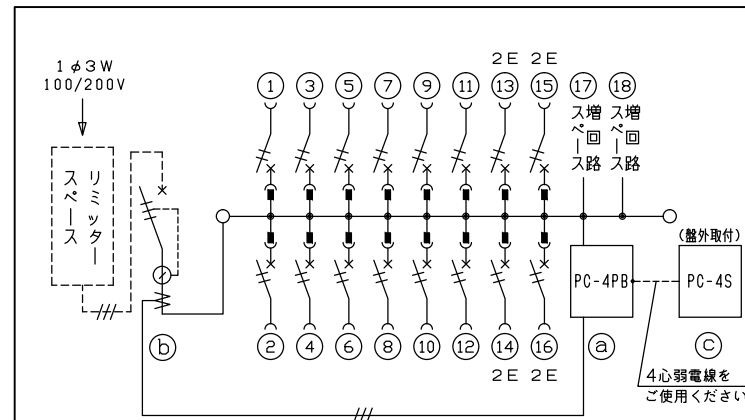 1φ3W
100/200V
リミッター
スペース
2E 2E
1 3 5 7 9 11 13 15 17 18
増回路
スペース
増回路
スペース
(盤外取付)
PC-4PB
PC-4S
b
2 4 6 8 10 12 14 16
a
c
2E 2E
4心弱電線を
ご使用ください